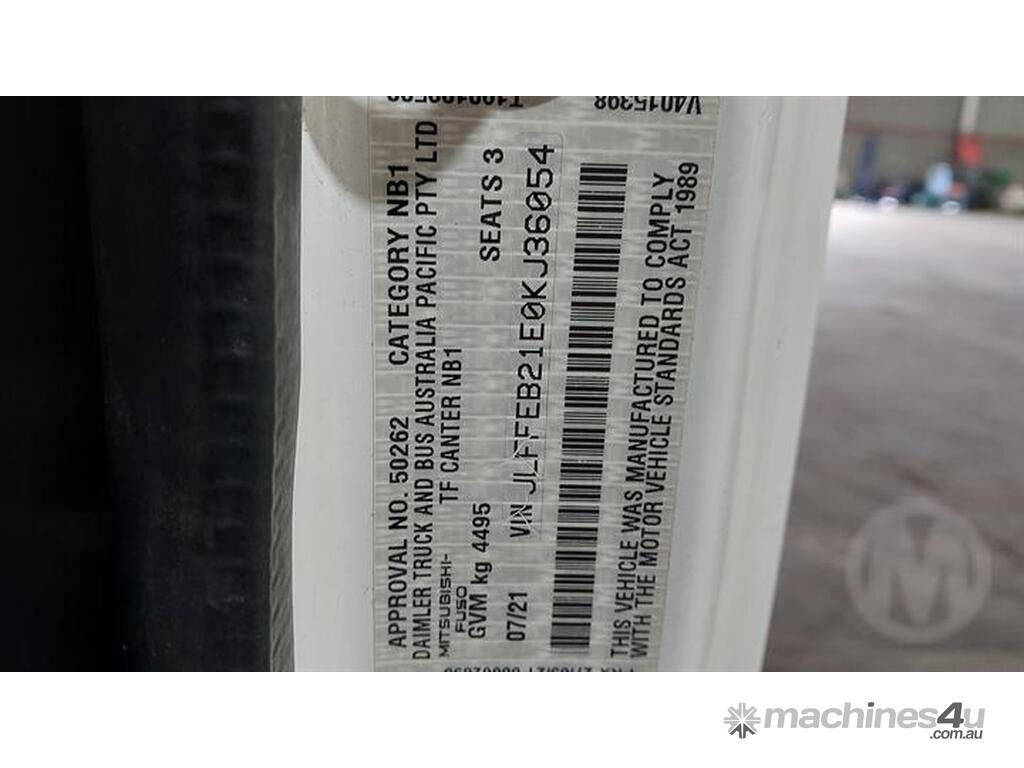 T100109500
V4015398
APPROVAL NO. 50262 CATEGORY NB1
DAIMLER TRUCK AND BUS AUSTRALIA PACIFIC PTY LTD
MITSUBISHI-
FUSO
TF CANTER NB1
GVM kg 4495 SEATS 3
07/21 VIN JLFFEB21E0KJ36054
THIS VEHICLE WAS MANUFACTURED TO COMPLY
WITH THE MOTOR VEHICLE STANDARDS ACT 1989
M
machines4u
.com.au